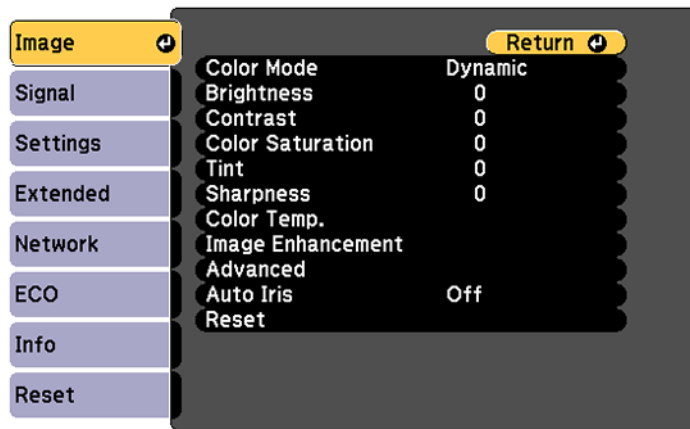 Image
Signal
Settings
Extended
Network
ECO
Info
Reset
Return
Color Mode Dynamic
Brightness 0
Contrast 0
Color Saturation 0
Tint 0
Sharpness 0
Color Temp.
Image Enhancement
Advanced
Auto Iris Off
Reset